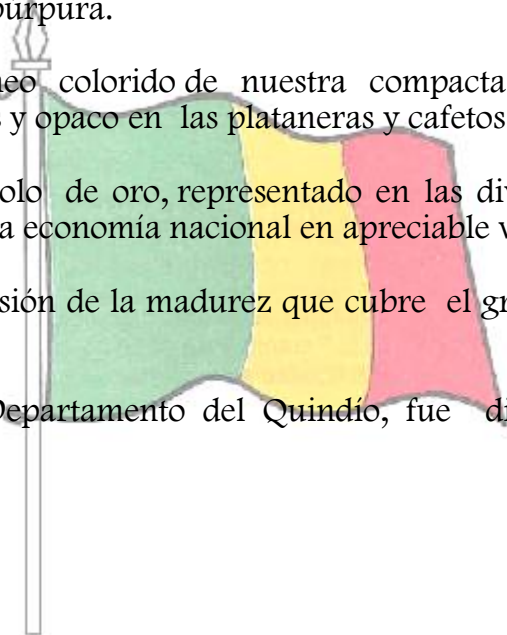 púrpura.
neo colorido de nuestra compacta
s y opaco en las plataneras y cafetos
olo de oro, representado en las div
a economía nacional en apreciable v
sión de la madurez que cubre el gr
Departamento del Quindío, fue di